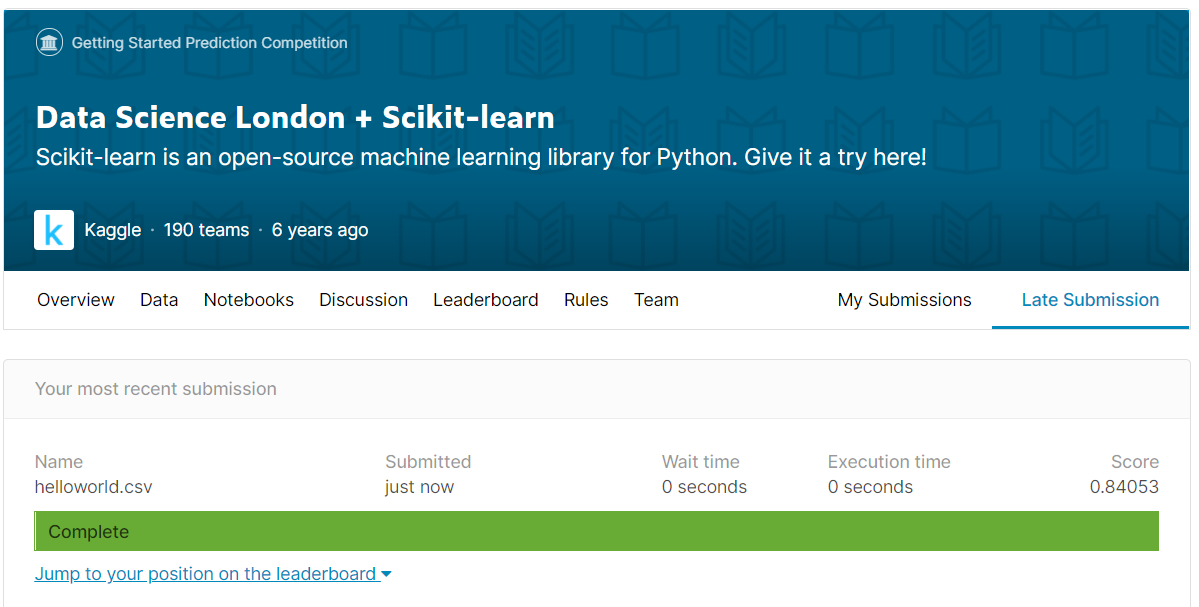 Getting Started Prediction Competition
Data Science London + Scikit-learn
Scikit-learn is an open-source machine learning library for Python. Give it a try here!
k Kaggle · 190 teams · 6 years ago
Overview Data Notebooks Discussion Leaderboard Rules Team My Submissions Late Submission
Your most recent submission
Name Submitted Wait time Execution time Score
helloworld.csv just now 0 seconds 0 seconds 0.84053
Complete
Jump to your position on the leaderboard